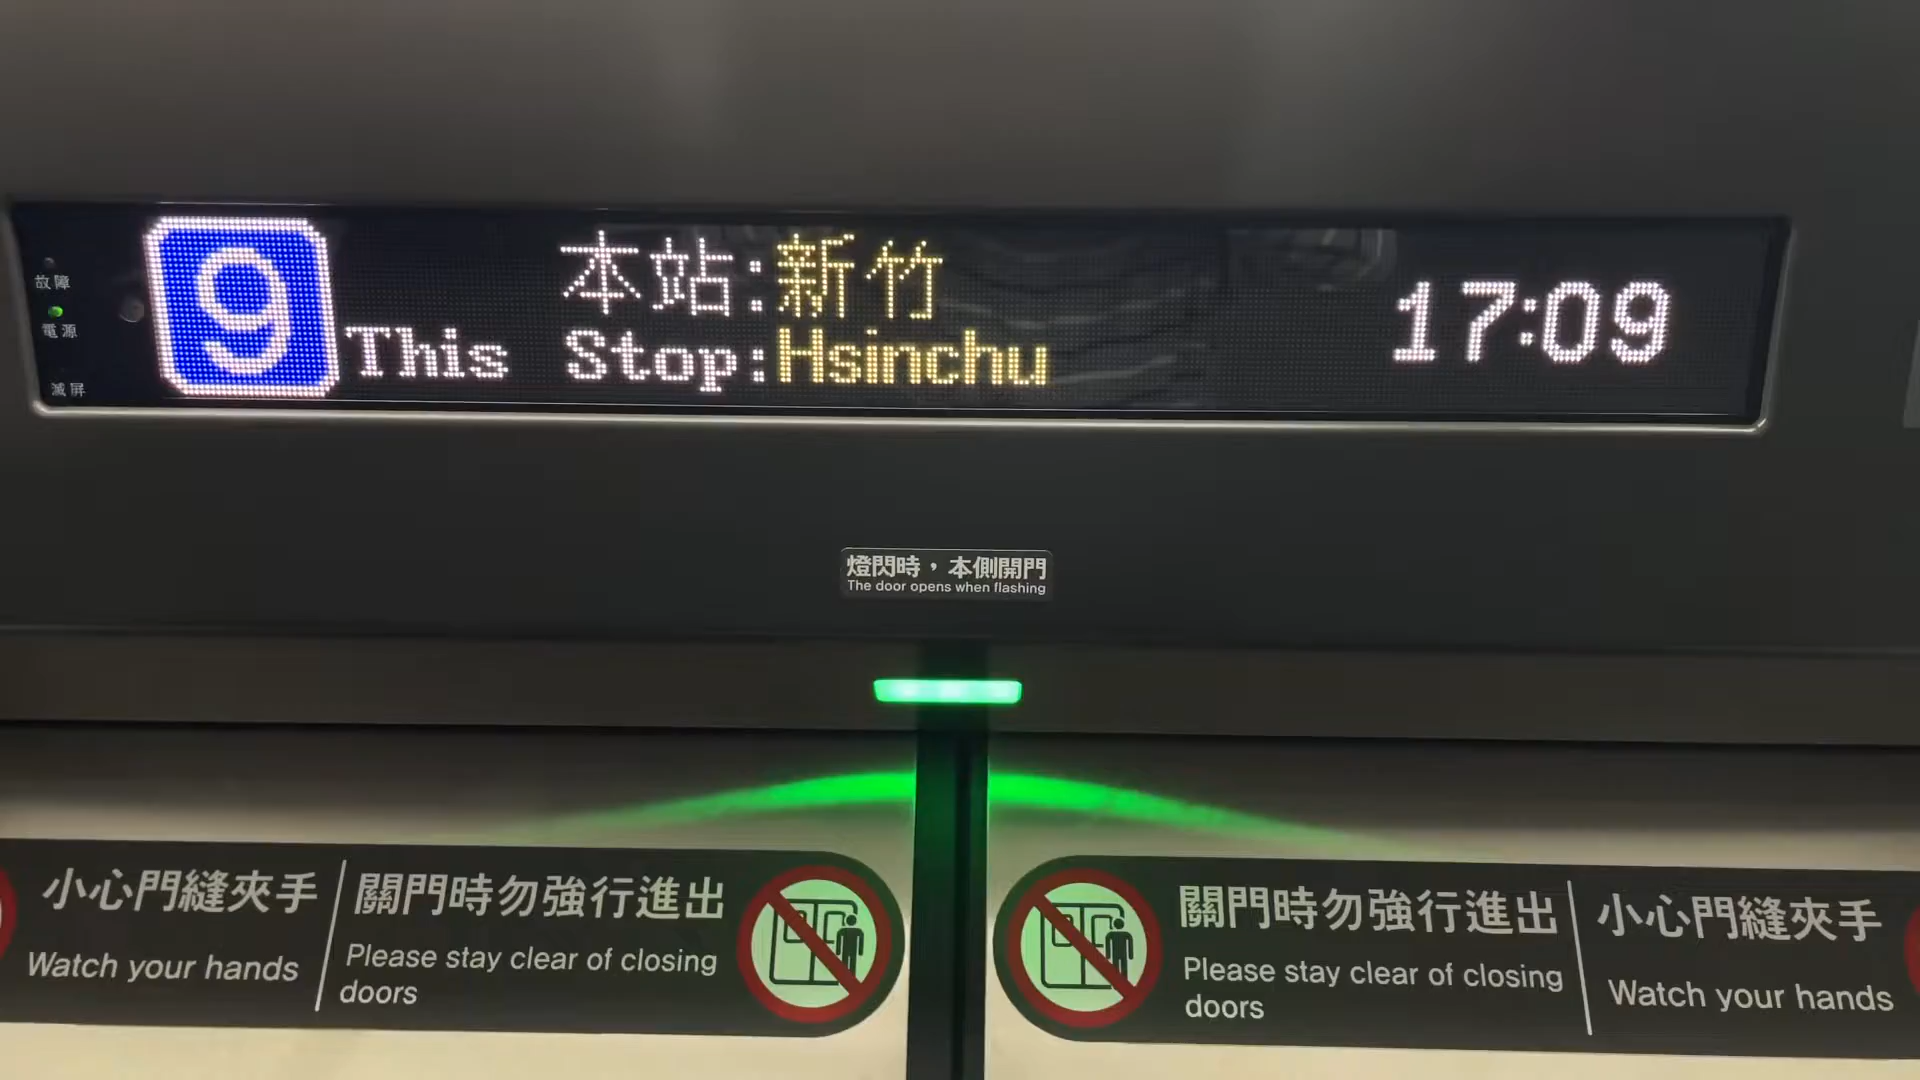 故障
電源
滅屏
9
本站:新竹
This Stop:Hsinchu
17:09
燈閃時，本側開門
The door opens when flashing
小心門縫夾手
Watch your hands
關門時勿強行進出
Please stay clear of closing
doors
關門時勿強行進出
Please stay clear of closing
doors
小心門縫夾手
Watch your hands